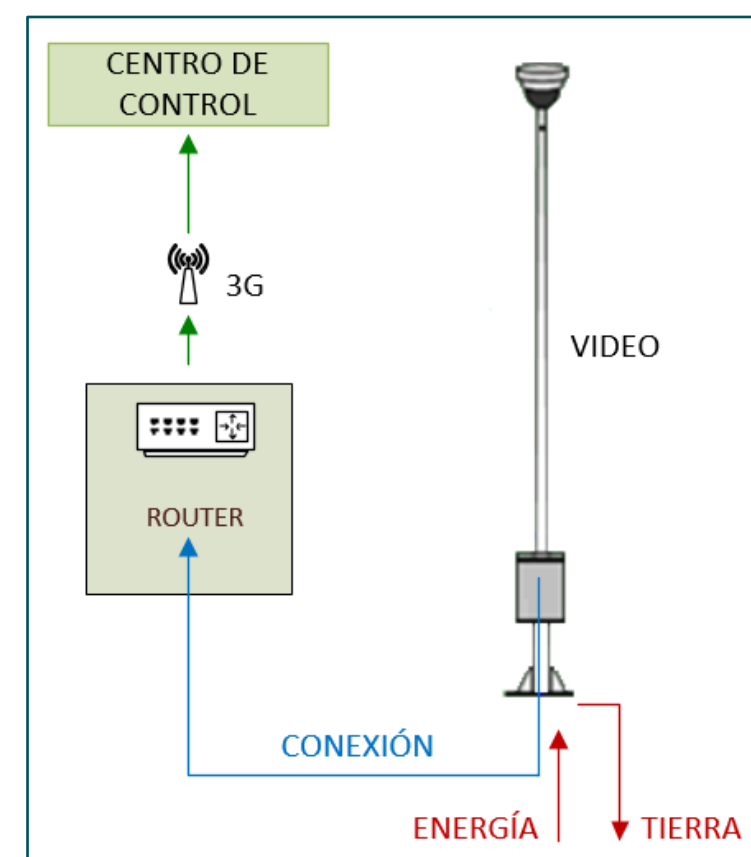 CENTRO DE
CONTROL
3G
VIDEO
ROUTER
CONEXIÓN
ENERGÍA
TIERRA